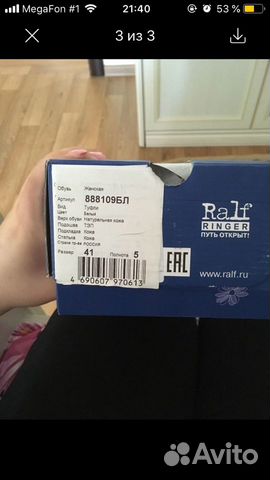 MegaFon #1
21:40
53 %
3 из 3
Обувь Женская
Артикул 888109БЛ
Вид Туфли
Цвет Белый
Верх обуви Натуральная кожа
Подошва ТЭП
Подкладка Кожа
Стелька Кожа
Страна пр-ва РОССИЯ
Размер 41 Полнота 5
4 690607 970613
EAC
Ralf
RINGER
ПУТЬ ОТКРЫТ!
www.ralf.ru
Avito